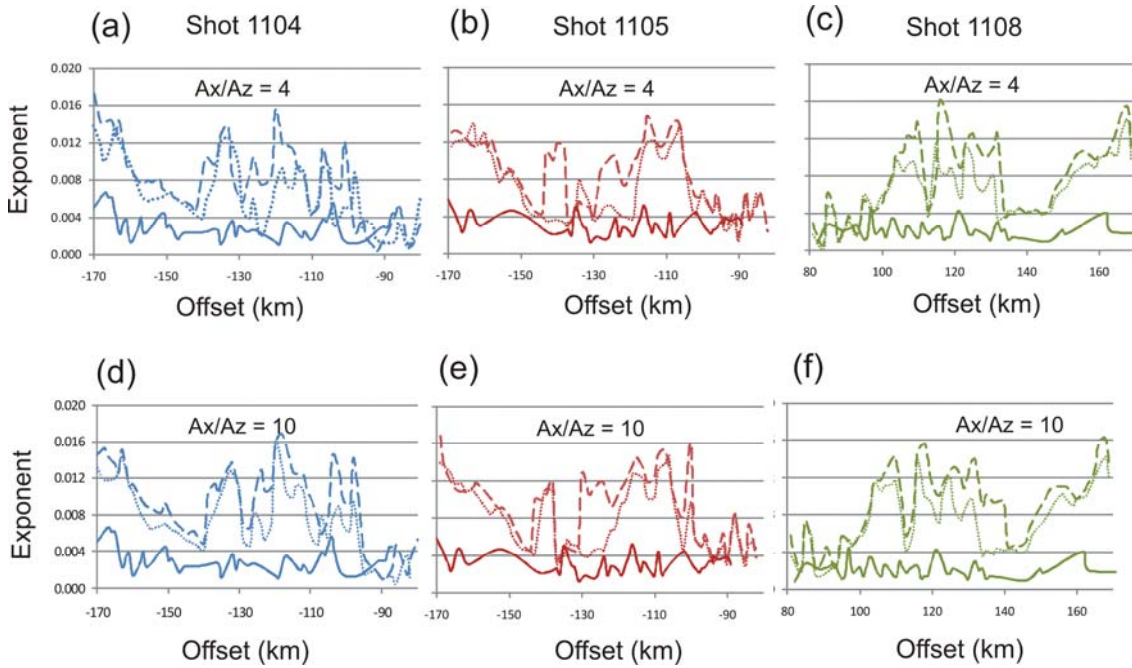 (a) Shot 1104
(b) Shot 1105
(c) Shot 1108
Ax/Az = 4
Ax/Az = 4
Ax/Az = 4
Exponent
0.020
0.016
0.012
0.008
0.004
0.000
-170 -150 -130 -110 -90
-170 -150 -130 -110 -90
80 100 120 140 160
Offset (km)
Offset (km)
Offset (km)
(d)
(e)
(f)
Ax/Az = 10
Ax/Az = 10
Ax/Az = 10
Exponent
0.020
0.016
0.012
0.008
0.004
0.000
-170 -150 -130 -110 -90
-170 -150 -130 -110 -90
80 100 120 140 160
Offset (km)
Offset (km)
Offset (km)